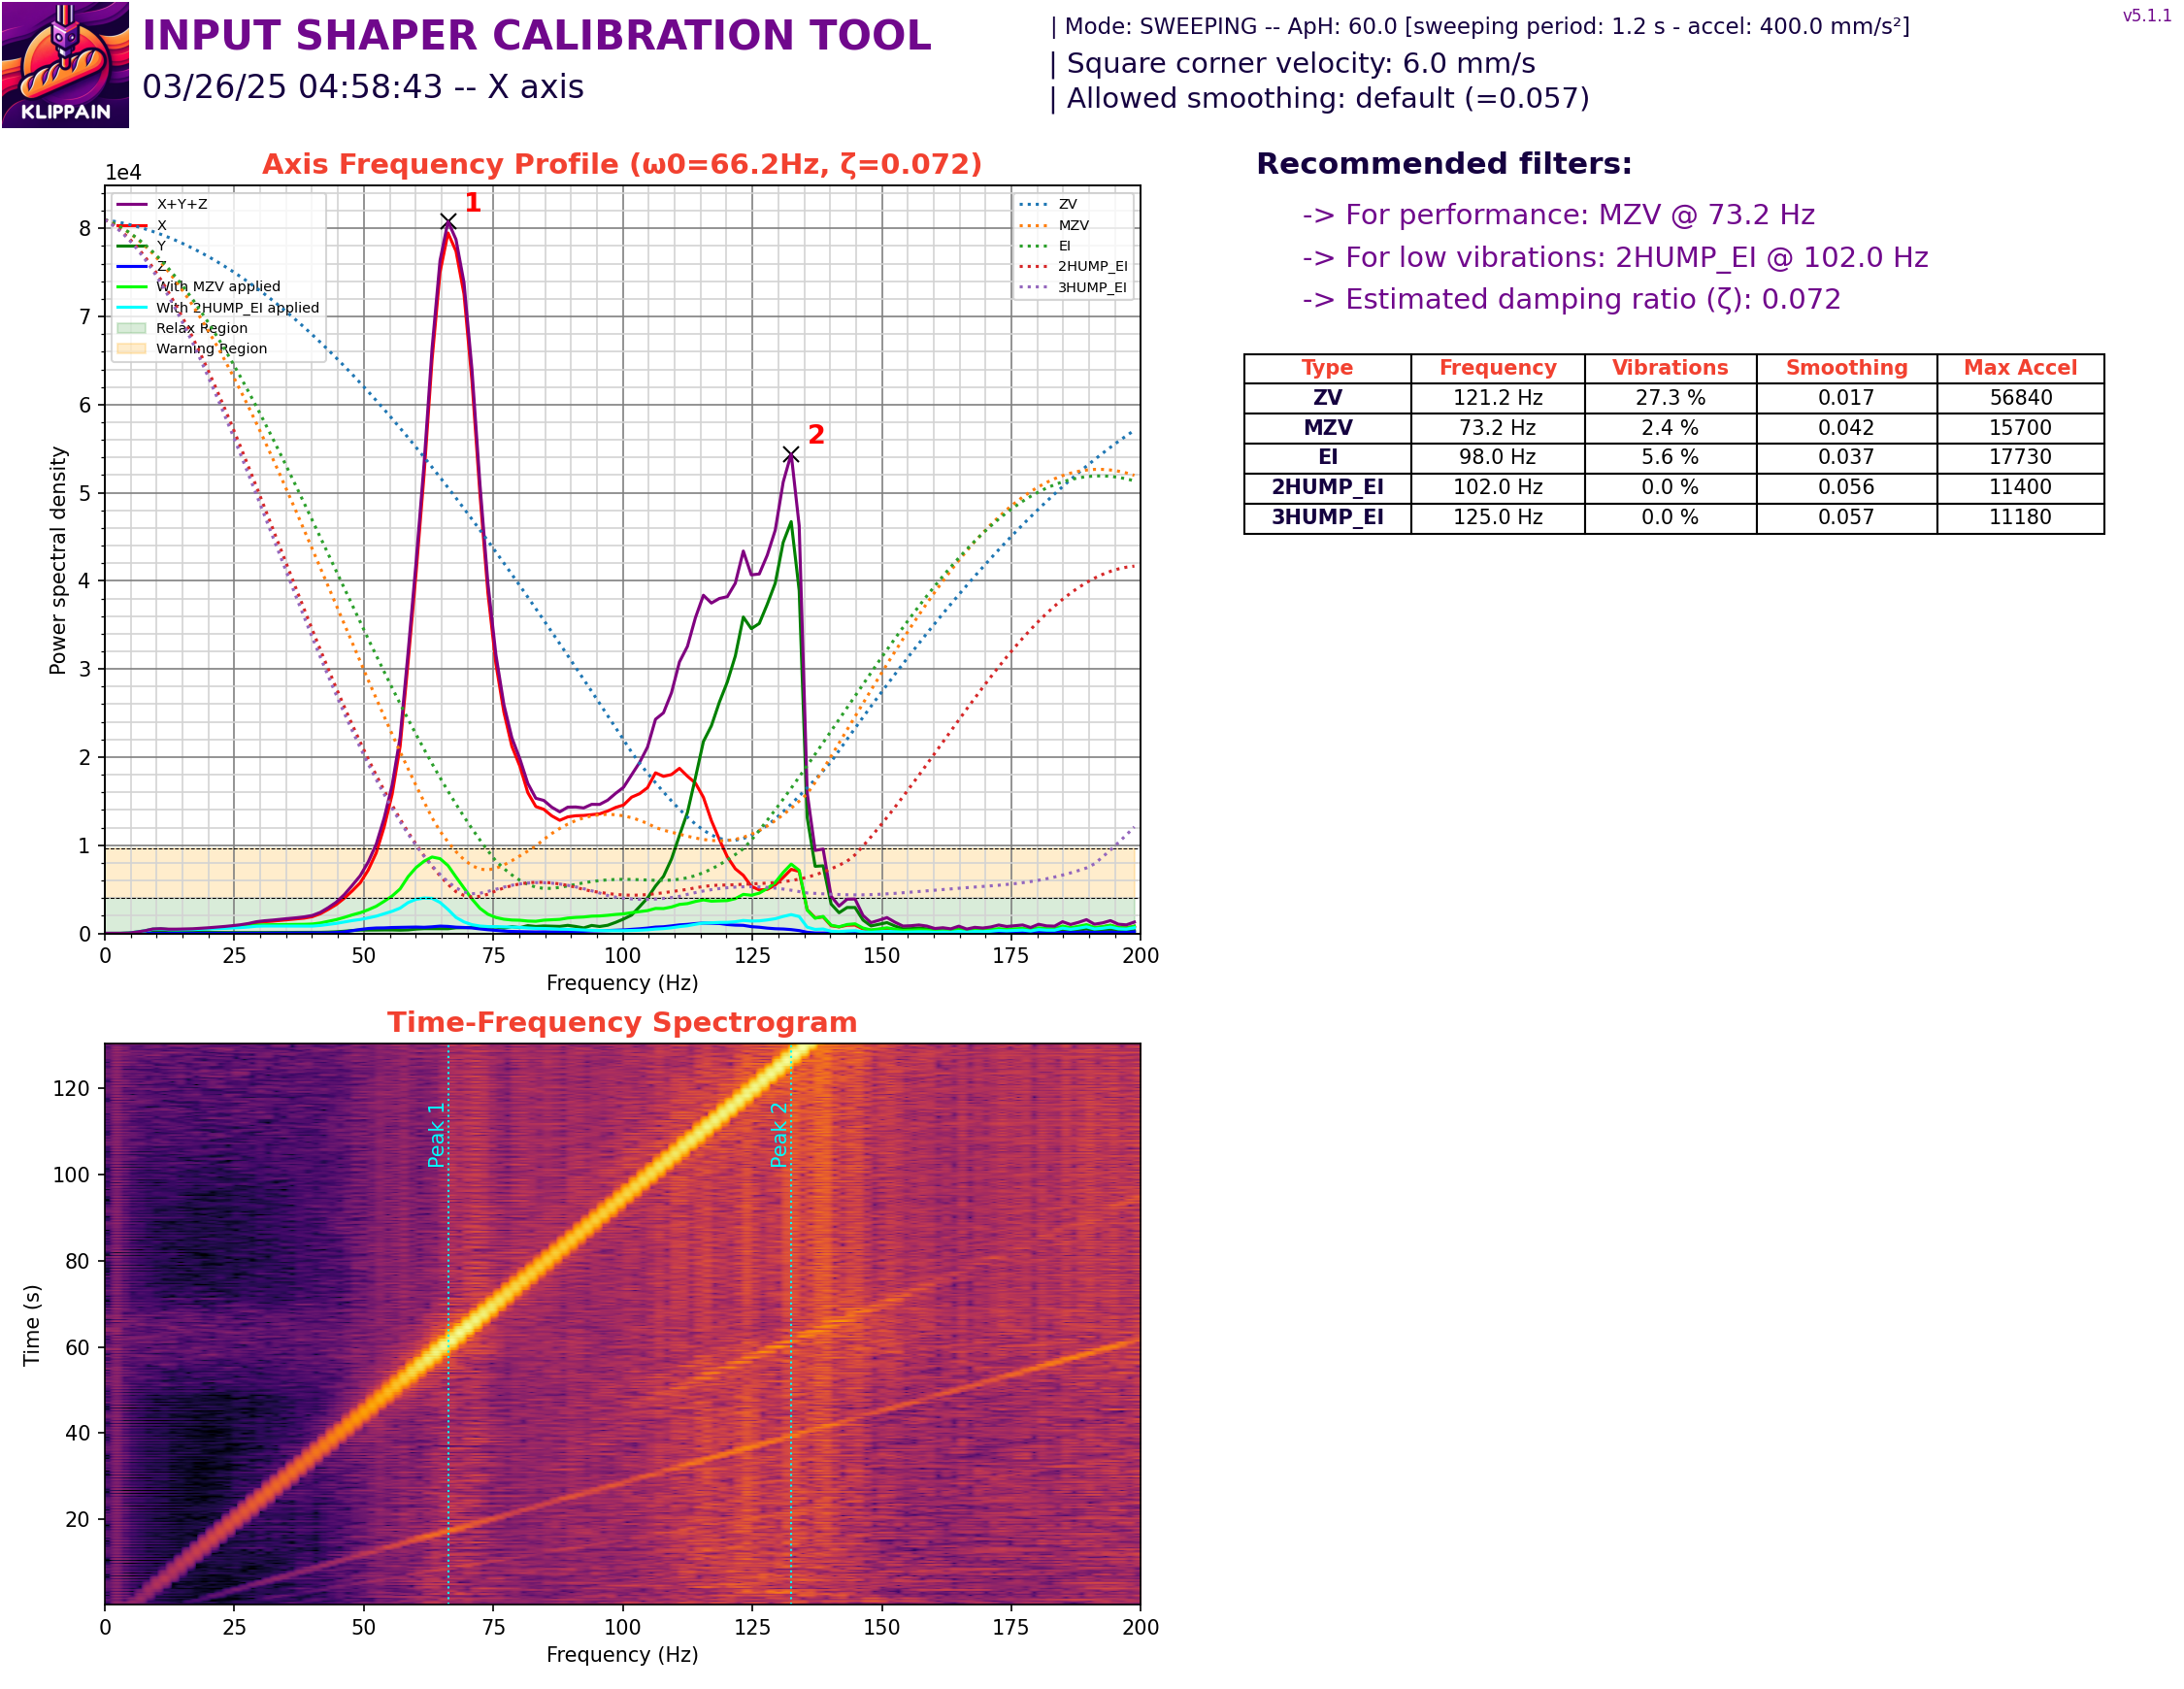 INPUT SHAPER CALIBRATION TOOL
03/26/25 04:58:43 -- X axis
KLIPPAIN
| Mode: SWEEPING -- ApH: 60.0 [sweeping period: 1.2 s - accel: 400.0 mm/s²]
| Square corner velocity: 6.0 mm/s
| Allowed smoothing: default (=0.057)
v5.1.1
Axis Frequency Profile (ω0=66.2Hz, ζ=0.072)
1e4
X+Y+Z
X
Y
Z
With MZV applied
With 2HUMP_EI applied
Relax Region
Warning Region
ZV
MZV
EI
2HUMP_EI
3HUMP_EI
1
2
8
7
6
5
4
3
2
1
0
Power spectral density
0 25 50 75 100 125 150 175 200
Frequency (Hz)
Recommended filters:
-> For performance: MZV @ 73.2 Hz
-> For low vibrations: 2HUMP_EI @ 102.0 Hz
-> Estimated damping ratio (ζ): 0.072
Type Frequency Vibrations Smoothing Max Accel
ZV 121.2 Hz 27.3 % 0.017 56840
MZV 73.2 Hz 2.4 % 0.042 15700
EI 98.0 Hz 5.6 % 0.037 17730
2HUMP_EI 102.0 Hz 0.0 % 0.056 11400
3HUMP_EI 125.0 Hz 0.0 % 0.057 11180
Time-Frequency Spectrogram
Peak 1
Peak 2
120
100
80
60
40
20
Time (s)
0 25 50 75 100 125 150 175 200
Frequency (Hz)